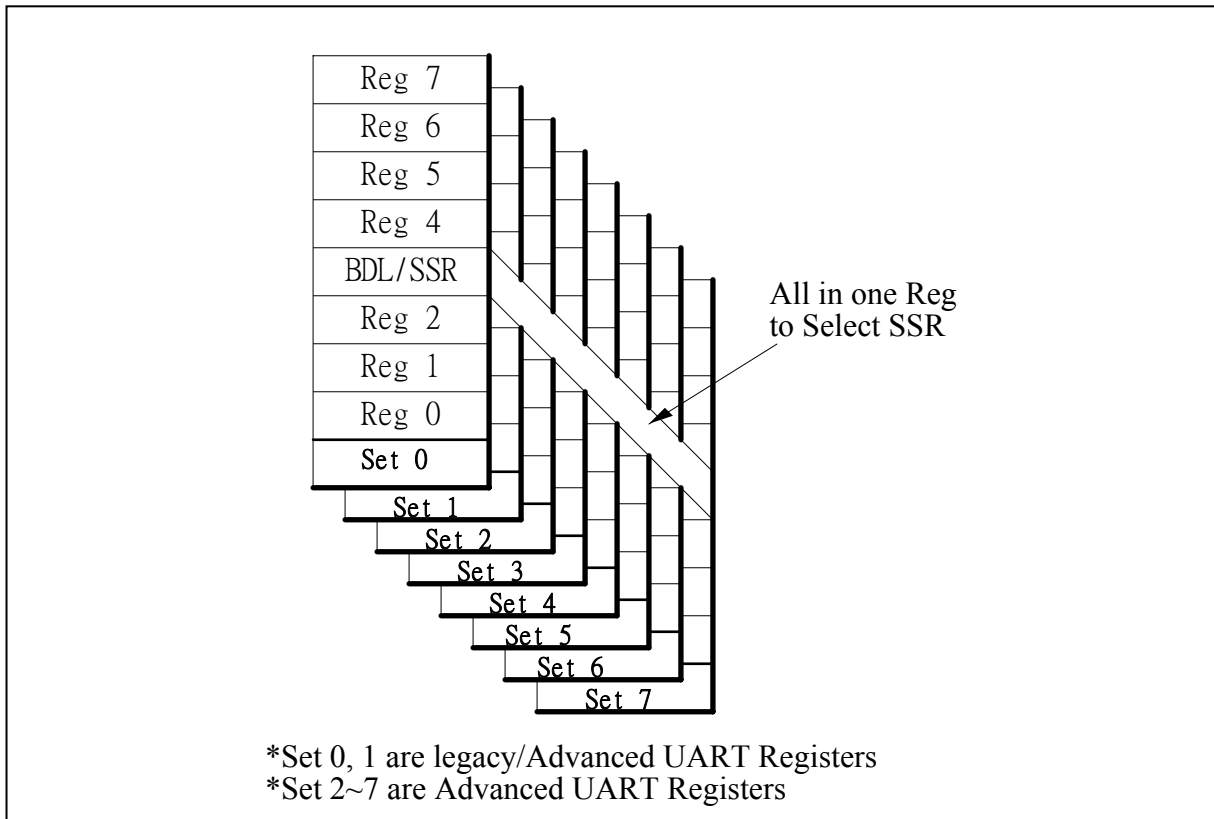 Reg 7
Reg 6
Reg 5
Reg 4
BDL/SSR
Reg 2
Reg 1
Reg 0
Set 0
Set 1
Set 2
Set 3
Set 4
Set 5
Set 6
Set 7
All in one Reg
to Select SSR
*Set 0, 1 are legacy/Advanced UART Registers
*Set 2~7 are Advanced UART Registers